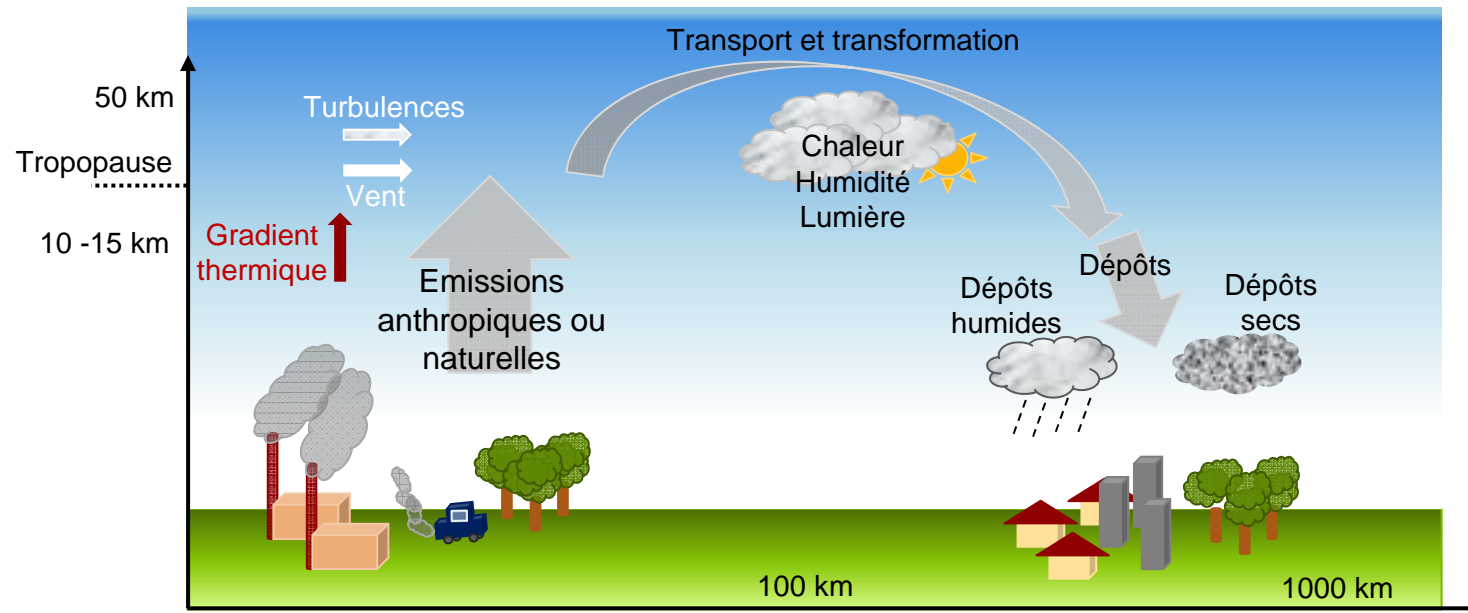 Transport et transformation
50 km
Turbulences
Tropopause
Vent
10 -15 km
Gradient
thermique
Emissions
anthropiques ou
naturelles
Chaleur
Humidité
Lumière
Dépôts
Dépôts
humides
Dépôts
secs
100 km
1000 km